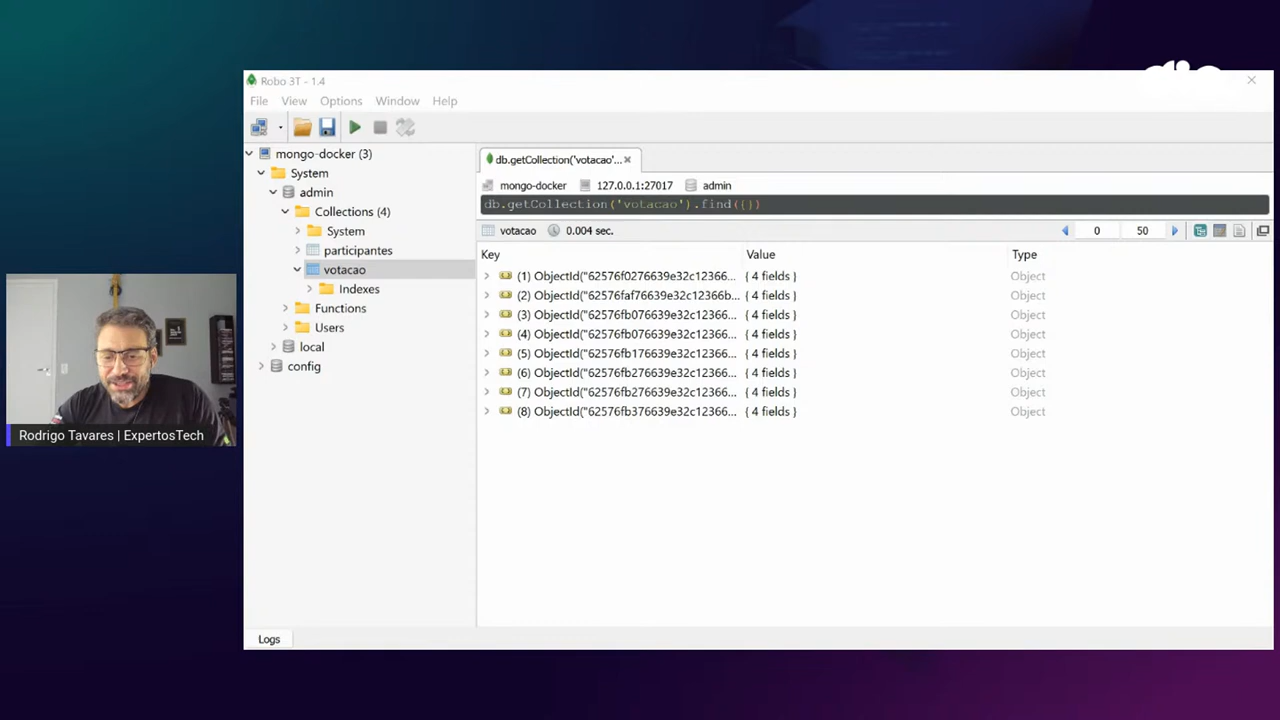 Robo 3T - 1.4
File View Options Window Help
mongo-docker (3)
System
admin
Collections (4)
System
participantes
votacao
Indexes
Functions
Users
local
config
db.getCollection('votacao'...
mongo-docker 127.0.0.1:27017 admin
db.getCollection('votacao').find({})
votacao 0.004 sec. 0 50
Key Value Type
(1) ObjectId("62576f0276639e32c12366... { 4 fields } Object
(2) ObjectId("62576faf76639e32c12366b... { 4 fields } Object
(3) ObjectId("62576fb076639e32c12366... { 4 fields } Object
(4) ObjectId("62576fb076639e32c12366... { 4 fields } Object
(5) ObjectId("62576fb176639e32c12366... { 4 fields } Object
(6) ObjectId("62576fb276639e32c12366... { 4 fields } Object
(7) ObjectId("62576fb276639e32c12366... { 4 fields } Object
(8) ObjectId("62576fb376639e32c12366... { 4 fields } Object
Rodrigo Tavares | ExpertosTech
Logs